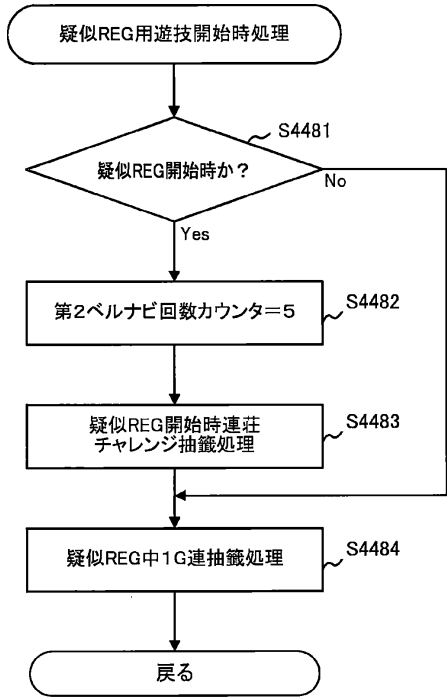 疑似REG用遊技開始時処理
S4481
疑似REG開始時か？
No
Yes
第２ベルナビ回数カウンタ＝５
S4482
疑似REG開始時連荘
チャレンジ抽籤処理
S4483
疑似REG中１G連抽籤処理
S4484
戻る